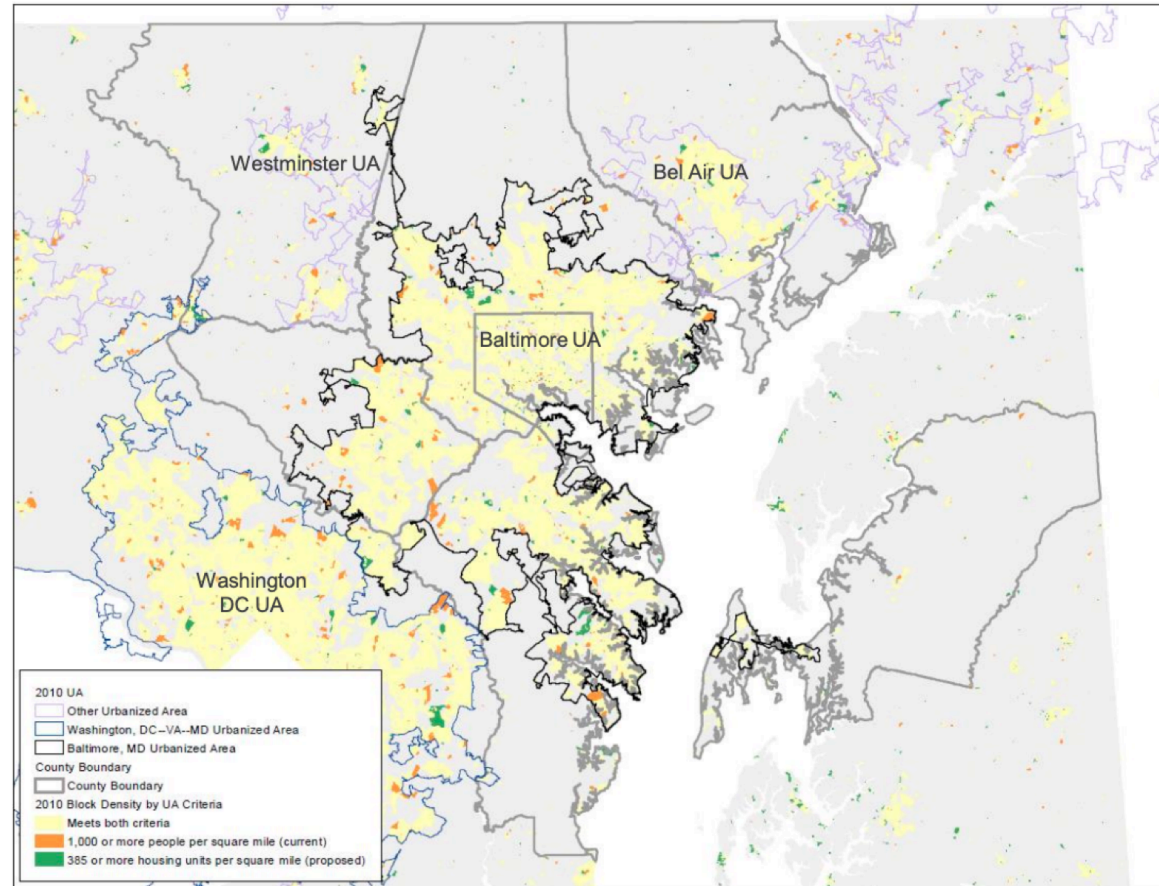 Westminster UA
Bel Air UA
Baltimore UA
Washington
DC UA
2010 UA
Other Urbanized Area
Washington, DC--VA--MD Urbanized Area
Baltimore, MD Urbanized Area
County Boundary
County Boundary
2010 Block Density by UA Criteria
Meets both criteria
1,000 or more people per square mile (current)
385 or more housing units per square mile (proposed)